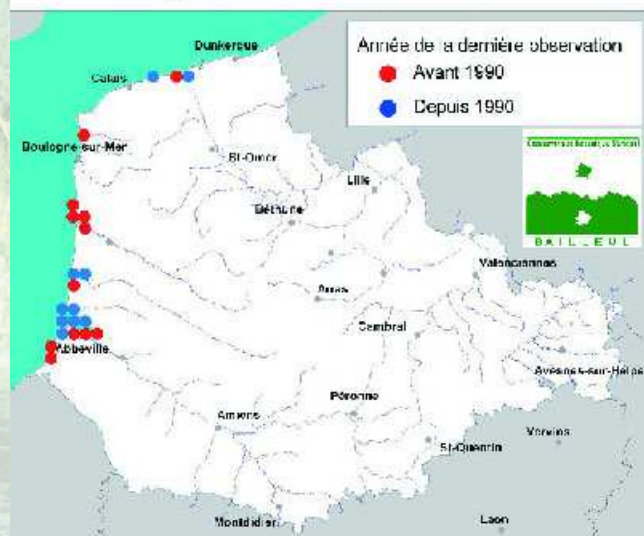 Année de la dernière observation
Avant 1990
Depuis 1990
Dunkerque
Calais
Boulogne-sur-Mer
St-Omer
Lille
Béthune
BAILLEUL
Valenciennes
Arras
Cambrai
Abbeville
Avesnes-sur-Helpe
Péronne
Amiens
St-Quentin
Vervins
Montdidier
Laon